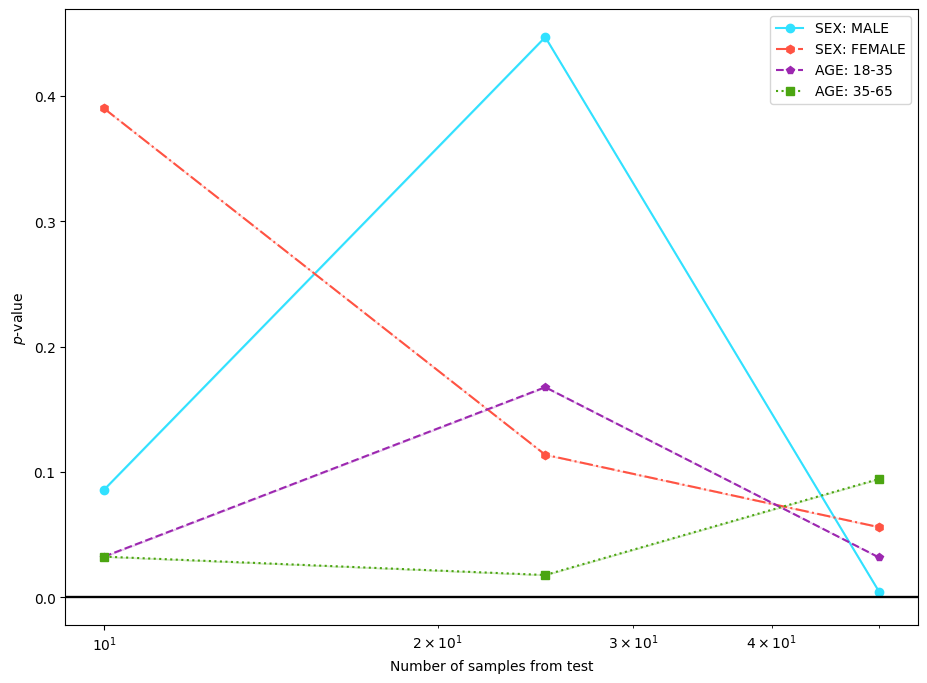 SEX: MALE
SEX: FEMALE
AGE: 18-35
AGE: 35-65
p-value
0.4
0.3
0.2
0.1
0.0
10¹
2 × 10¹
3 × 10¹
4 × 10¹
Number of samples from test